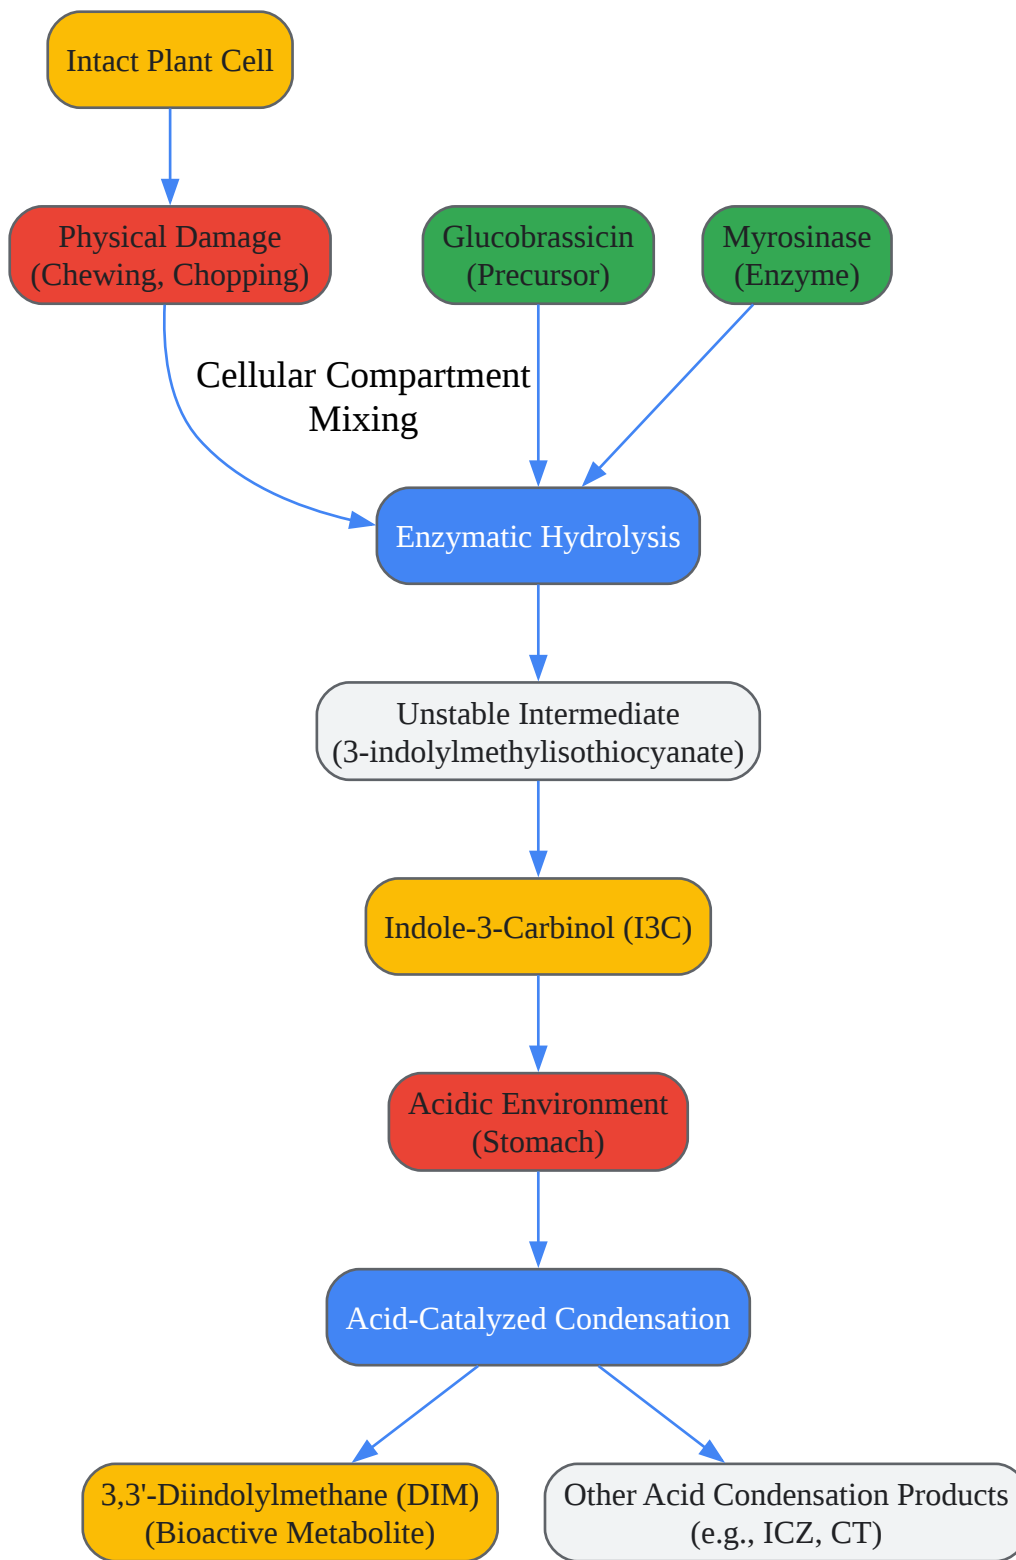 Intact Plant Cell
Physical Damage
(Chewing, Chopping)
Glucobrassicin
(Precursor)
Myrosinase
(Enzyme)
Cellular Compartment
Mixing
Enzymatic Hydrolysis
Unstable Intermediate
(3-indolylmethylisothiocyanate)
Indole-3-Carbinol (I3C)
Acidic Environment
(Stomach)
Acid-Catalyzed Condensation
3,3'-Diindolylmethane (DIM)
(Bioactive Metabolite)
Other Acid Condensation Products
(e.g., ICZ, CT)